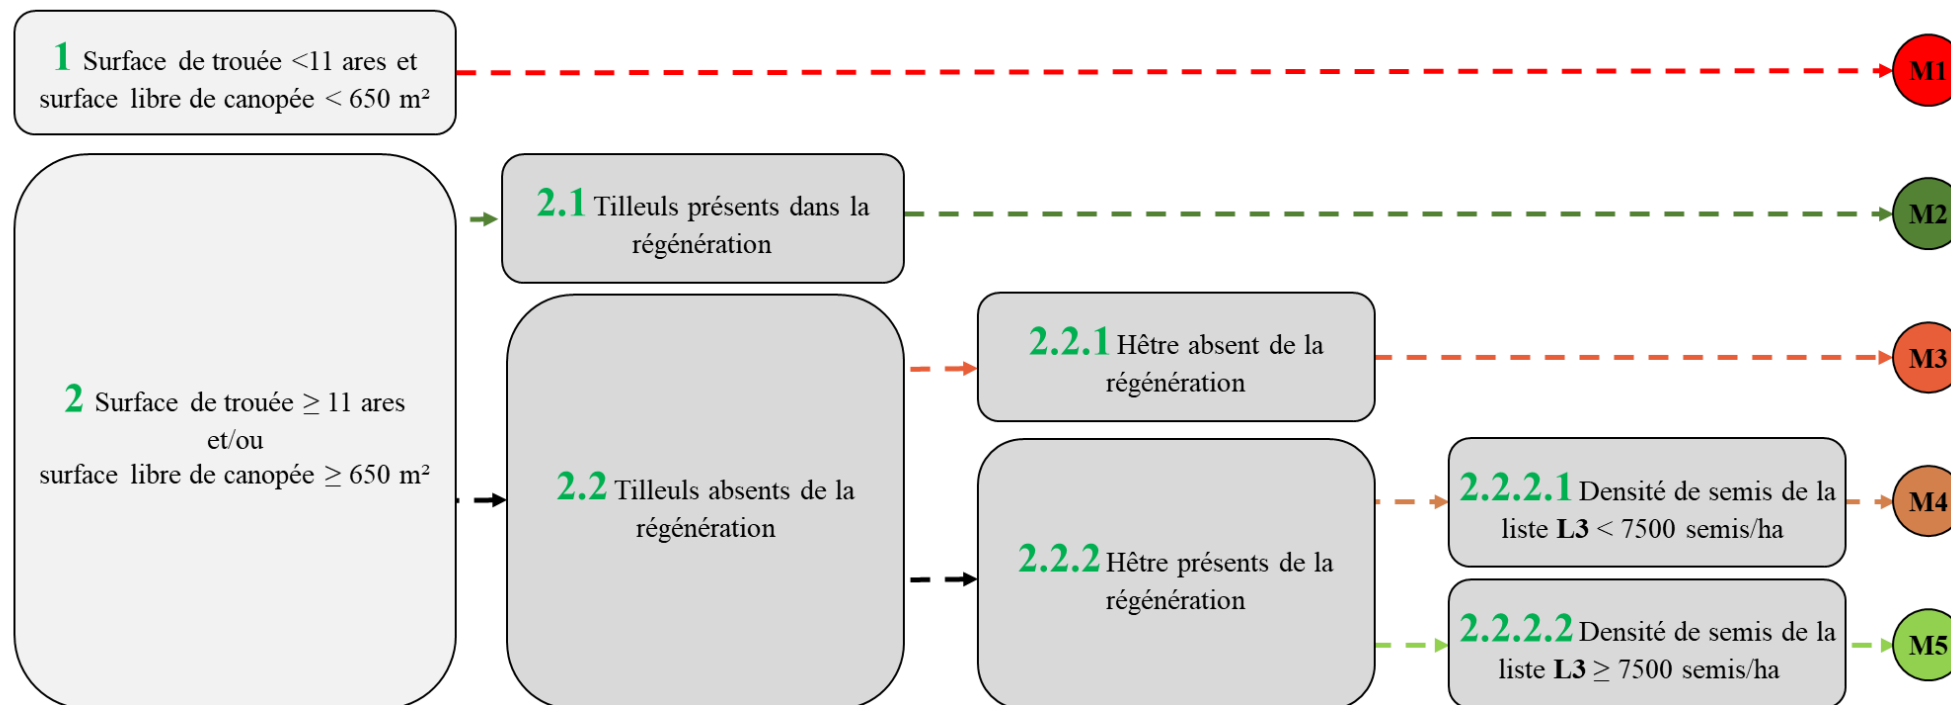 1 Surface de trouée <11 ares et
surface libre de canopée < 650 m²
M1
2.1 Tilleuls présents dans la
régénération
M2
2 Surface de trouée ≥ 11 ares
et/ou
surface libre de canopée ≥ 650 m²
2.2 Tilleuls absents de la
régénération
2.2.1 Hêtre absent de la
régénération
M3
2.2.2 Hêtre présents de la
régénération
2.2.2.1 Densité de semis de la
liste L3 < 7500 semis/ha
M4
2.2.2.2 Densité de semis de la
liste L3 ≥ 7500 semis/ha
M5